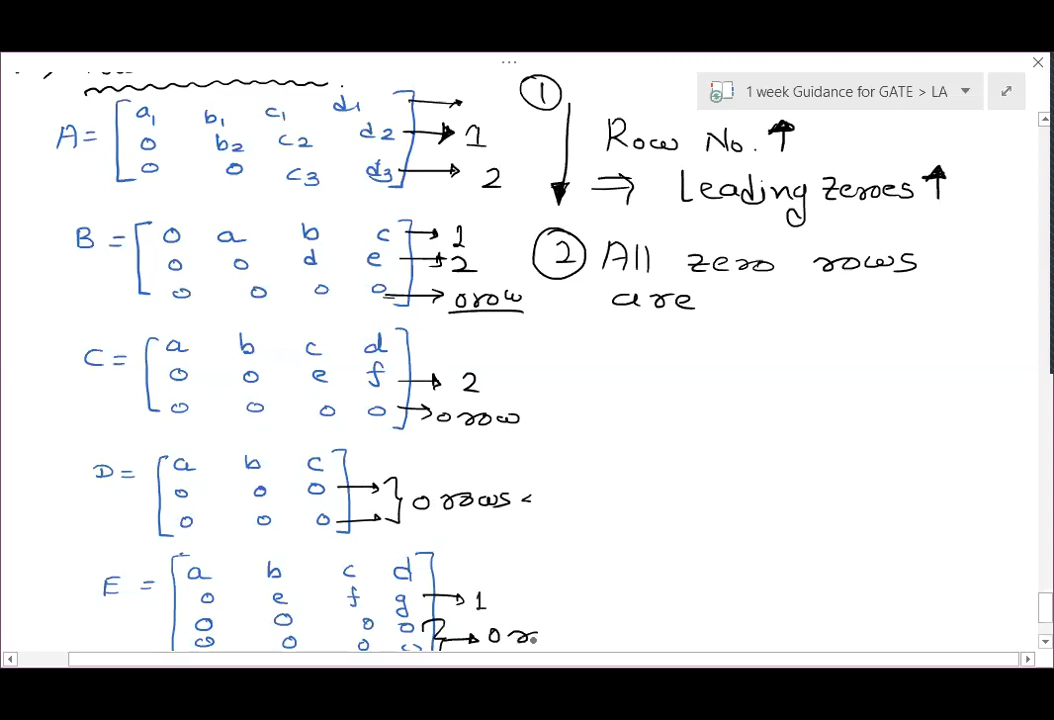 1 week Guidance for GATE > LA
A = [ a1 b1 c1 d1 →
0 b2 c2 d2 → 1
0 0 c3 d3 ] → 2
B = [ 0 a b c → 1
0 0 d e → 2
0 0 0 0 ] → 0 row
C = [ a b c d
0 0 e f → 2
0 0 0 0 ] → 0 row
D = [ a b c
0 0 0 →
0 0 0 ] → } 0 rows
E = [ a b c d
0 e f g → 1
0 0 0 0
0 0 0 0 → 0 r
① Row No. ↑
⇒ Leading zeroes ↑
② All zero rows
are